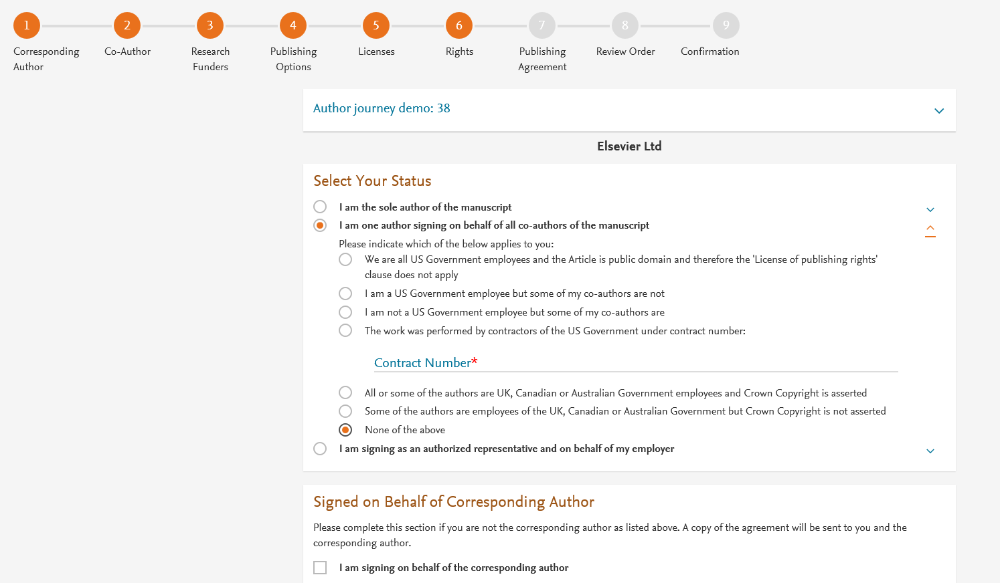 1 2 3 4 5 6 7 8 9
Corresponding Author
Co-Author
Research Funders
Publishing Options
Licenses
Rights
Publishing Agreement
Review Order
Confirmation
Author journey demo: 38
Elsevier Ltd
Select Your Status
I am the sole author of the manuscript
I am one author signing on behalf of all co-authors of the manuscript
Please indicate which of the below applies to you:
We are all US Government employees and the Article is public domain and therefore the 'License of publishing rights'
clause does not apply
I am a US Government employee but some of my co-authors are not
I am not a US Government employee but some of my co-authors are
The work was performed by contractors of the US Government under contract number:
Contract Number*
All or some of the authors are UK, Canadian or Australian Government employees and Crown Copyright is asserted
Some of the authors are employees of the UK, Canadian or Australian Government but Crown Copyright is not asserted
None of the above
I am signing as an authorized representative and on behalf of my employer
Signed on Behalf of Corresponding Author
Please complete this section if you are not the corresponding author as listed above. A copy of the agreement will be sent to you and the
corresponding author.
I am signing on behalf of the corresponding author